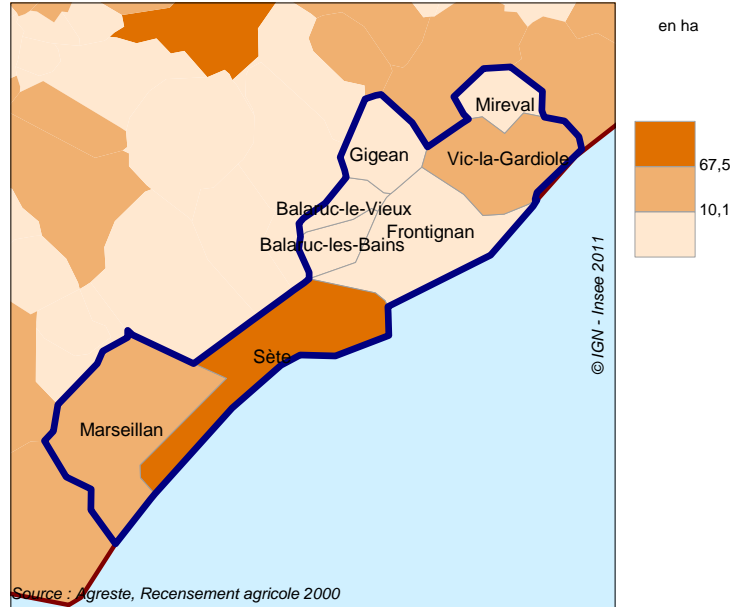 en ha
67,5
10,1
Mireval
Gigean
Vic-la-Gardiole
Balaruc-le-Vieux
Frontignan
Balaruc-les-Bains
Sète
Marseillan
© IGN - Insee 2011
Source : Agreste, Recensement agricole 2000